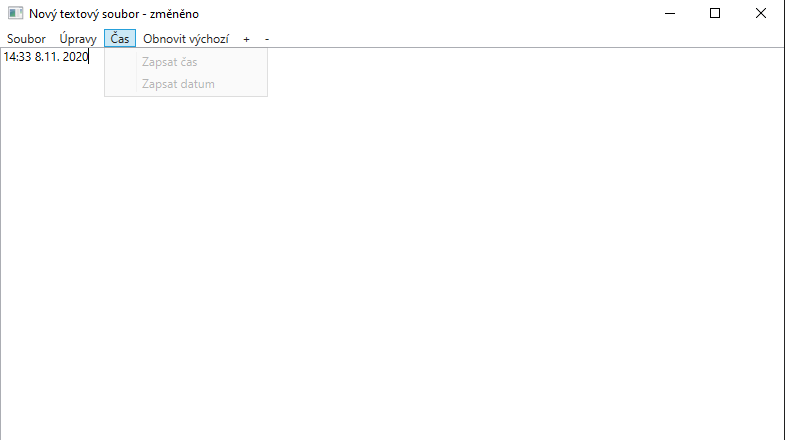 Nový textový soubor - změněno
Soubor Úpravy Čas Obnovit výchozí + -
14:33 8.11. 2020
Zapsat čas
Zapsat datum